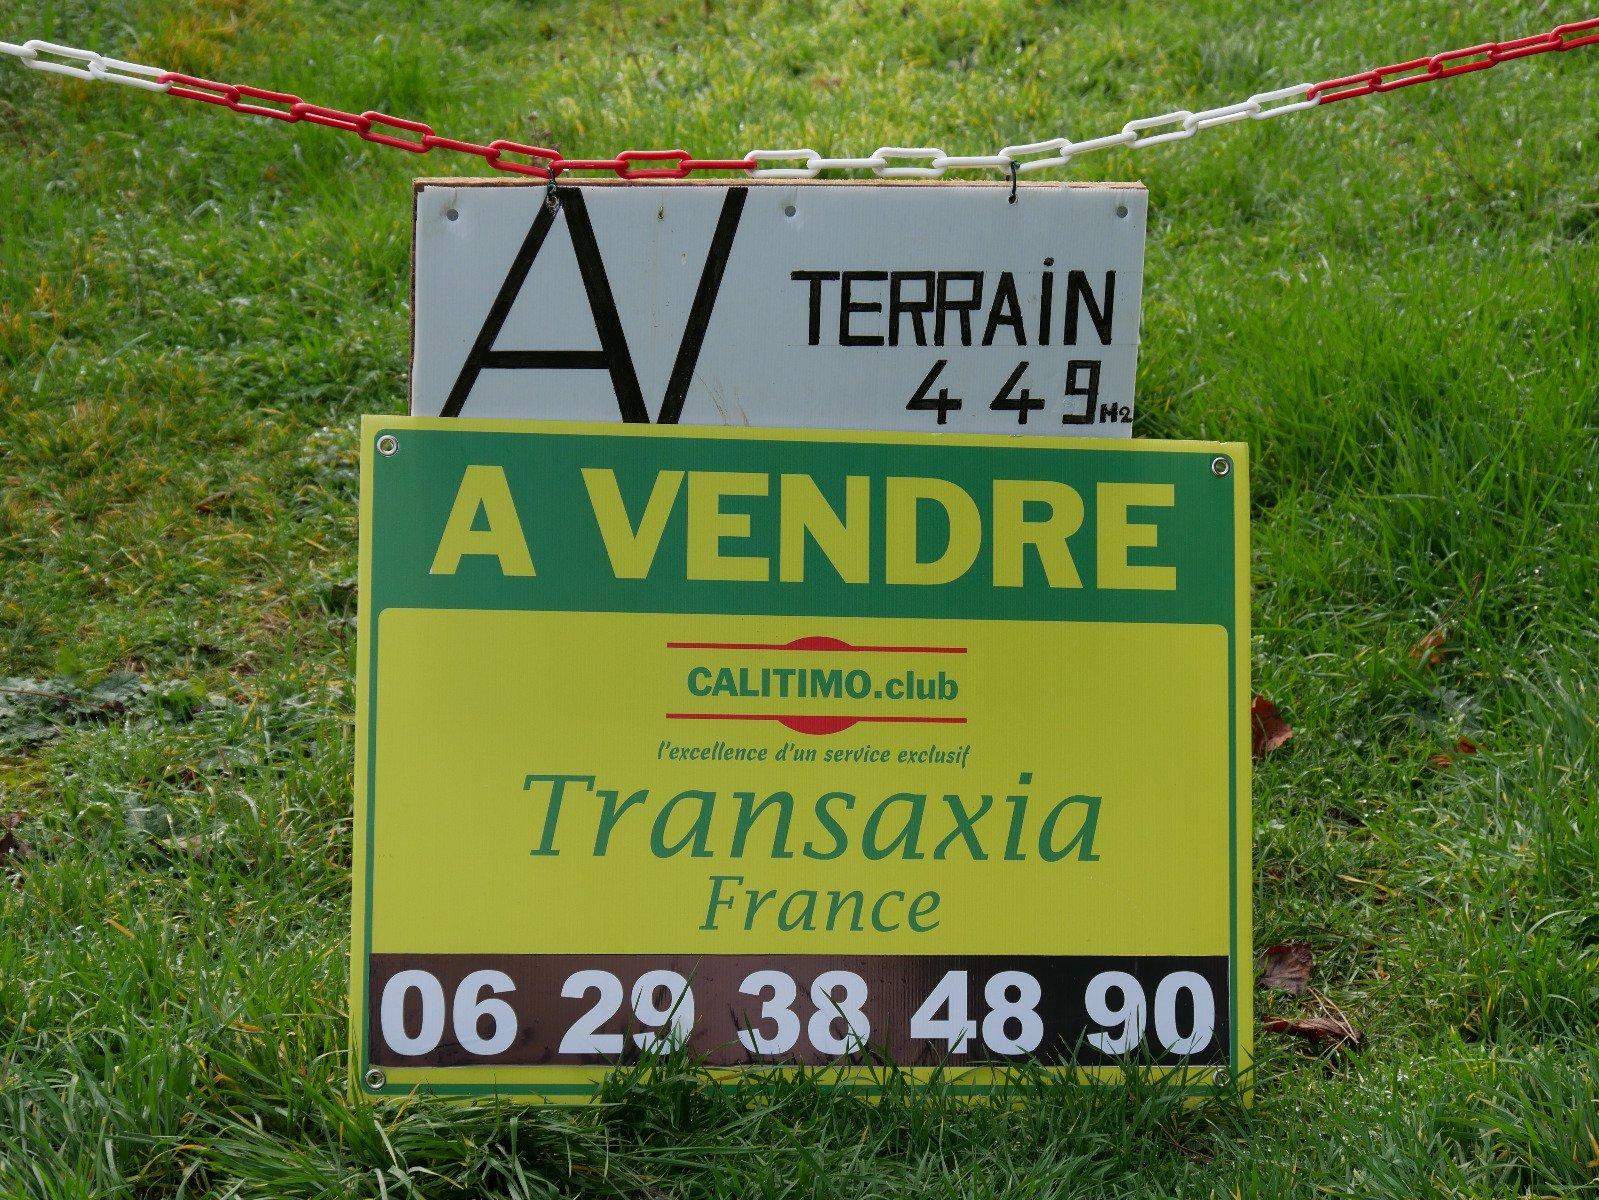 AV TERRAiN
449 M2
A VENDRE
CALITIMO.club
l'excellence d'un service exclusif
Transaxia
France
06 29 38 48 90